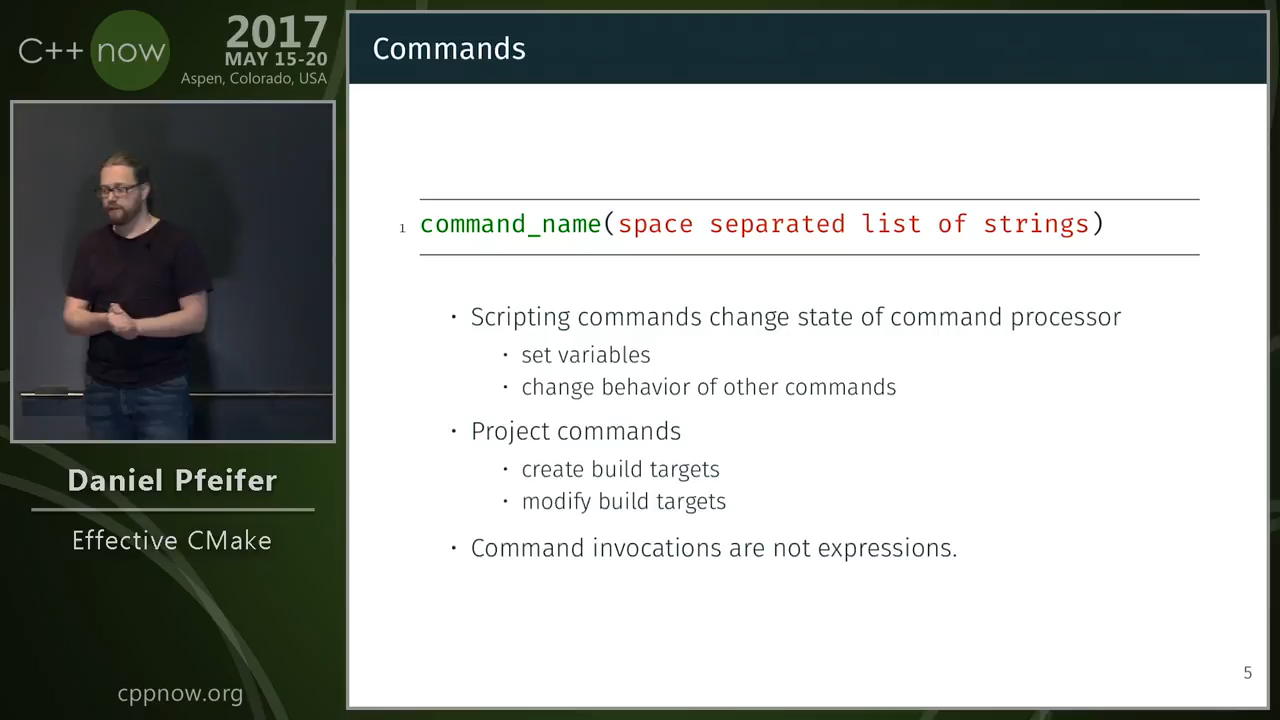 C++ now
2017
MAY 15-20
Aspen, Colorado, USA
Daniel Pfeifer
Effective CMake
cppnow.org
Commands
1 command_name(space separated list of strings)
· Scripting commands change state of command processor
· set variables
· change behavior of other commands
· Project commands
· create build targets
· modify build targets
· Command invocations are not expressions.
5